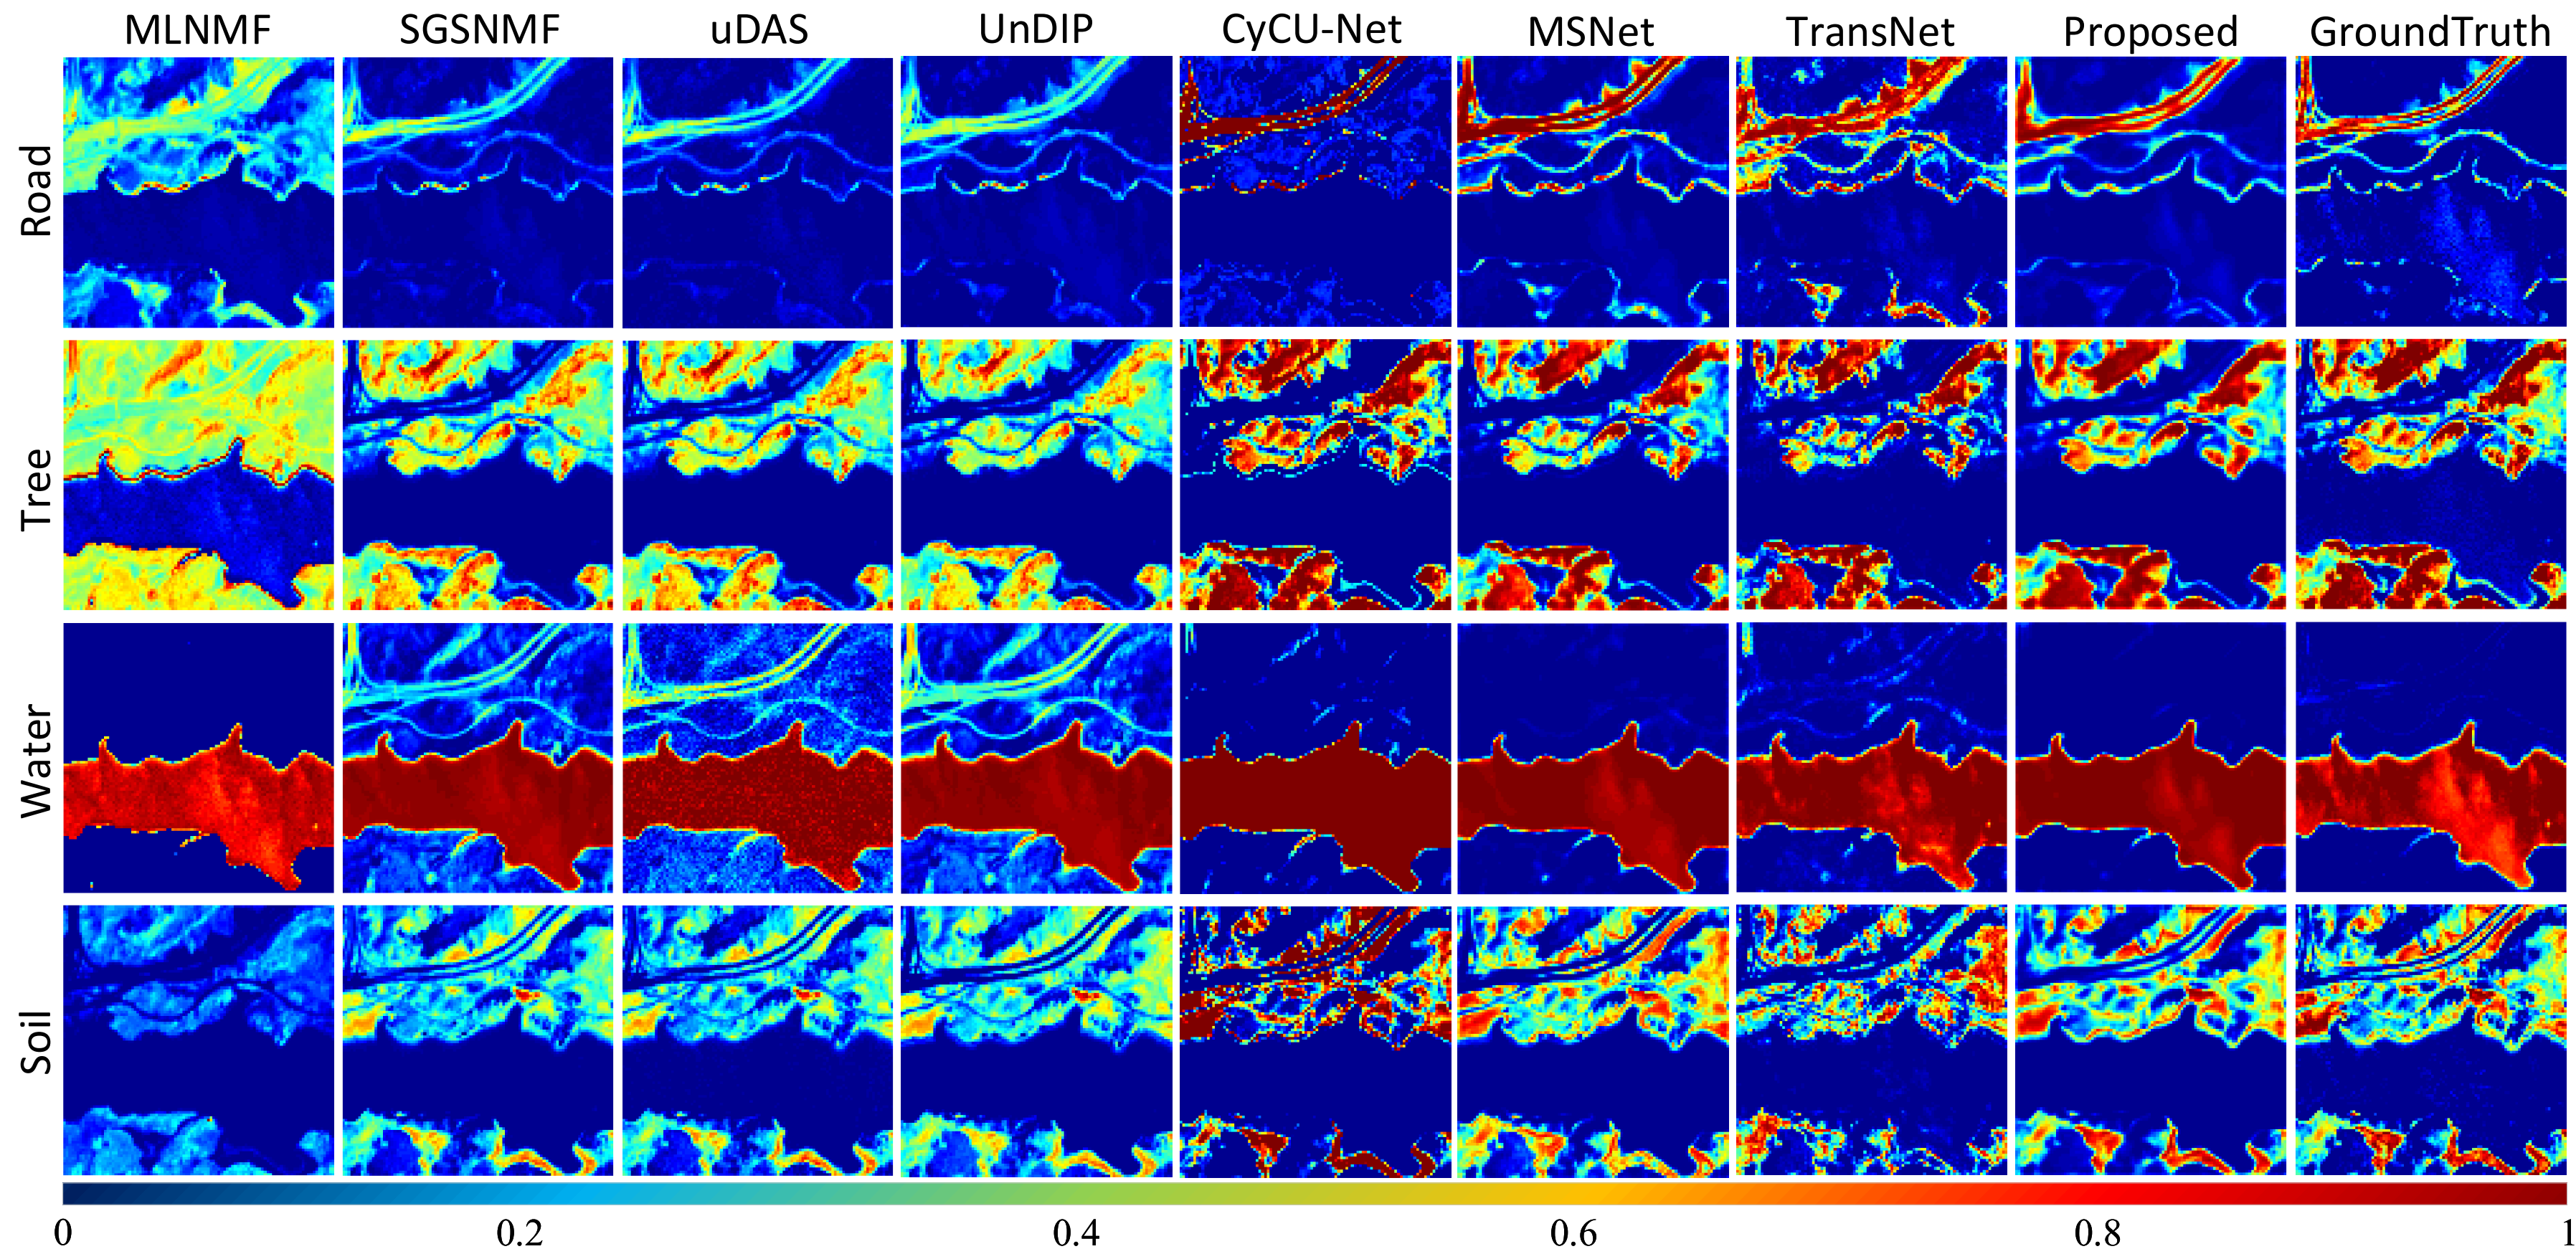 MLNMF SGSNMF uDAS UnDIP CyCU-Net MSNet TransNet Proposed GroundTruth
Road
Tree
Water
Soil
0 0.2 0.4 0.6 0.8 1